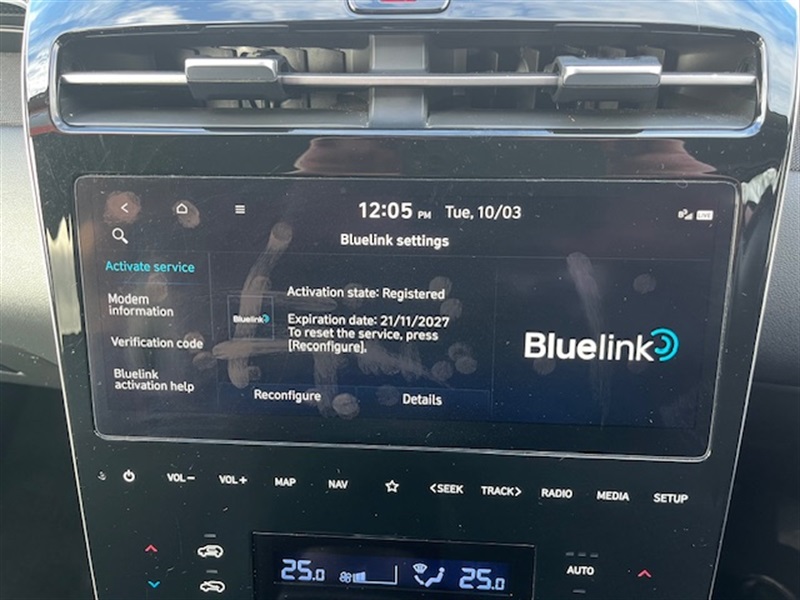 12:05 PM Tue, 10/03
LIVE
Bluelink settings
Activate service
Modem
information
Verification code
Bluelink
activation help
Activation state: Registered
Bluelink
Expiration date: 21/11/2027
To reset the service, press
[Reconfigure].
Reconfigure
Details
Bluelink
VOL− VOL+ MAP NAV <SEEK TRACK> RADIO MEDIA SETUP
25.0 25.0 AUTO